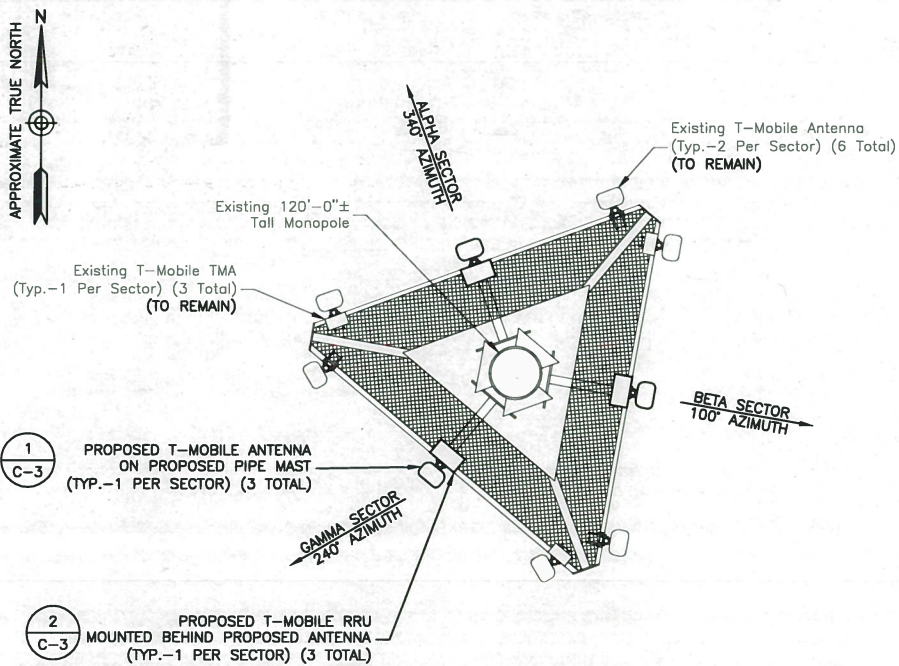 N
APPROXIMATE TRUE NORTH
ALPHA SECTOR
340° AZIMUTH
Existing T-Mobile Antenna
(Typ.-2 Per Sector) (6 Total)
(TO REMAIN)
Existing 120'-0"±
Tall Monopole
Existing T-Mobile TMA
(Typ.-1 Per Sector) (3 Total)
(TO REMAIN)
BETA SECTOR
100° AZIMUTH
1
C-3
PROPOSED T-MOBILE ANTENNA
ON PROPOSED PIPE MAST
(TYP.-1 PER SECTOR) (3 TOTAL)
GAMMA SECTOR
240° AZIMUTH
2
C-3
PROPOSED T-MOBILE RRU
MOUNTED BEHIND PROPOSED ANTENNA
(TYP.-1 PER SECTOR) (3 TOTAL)